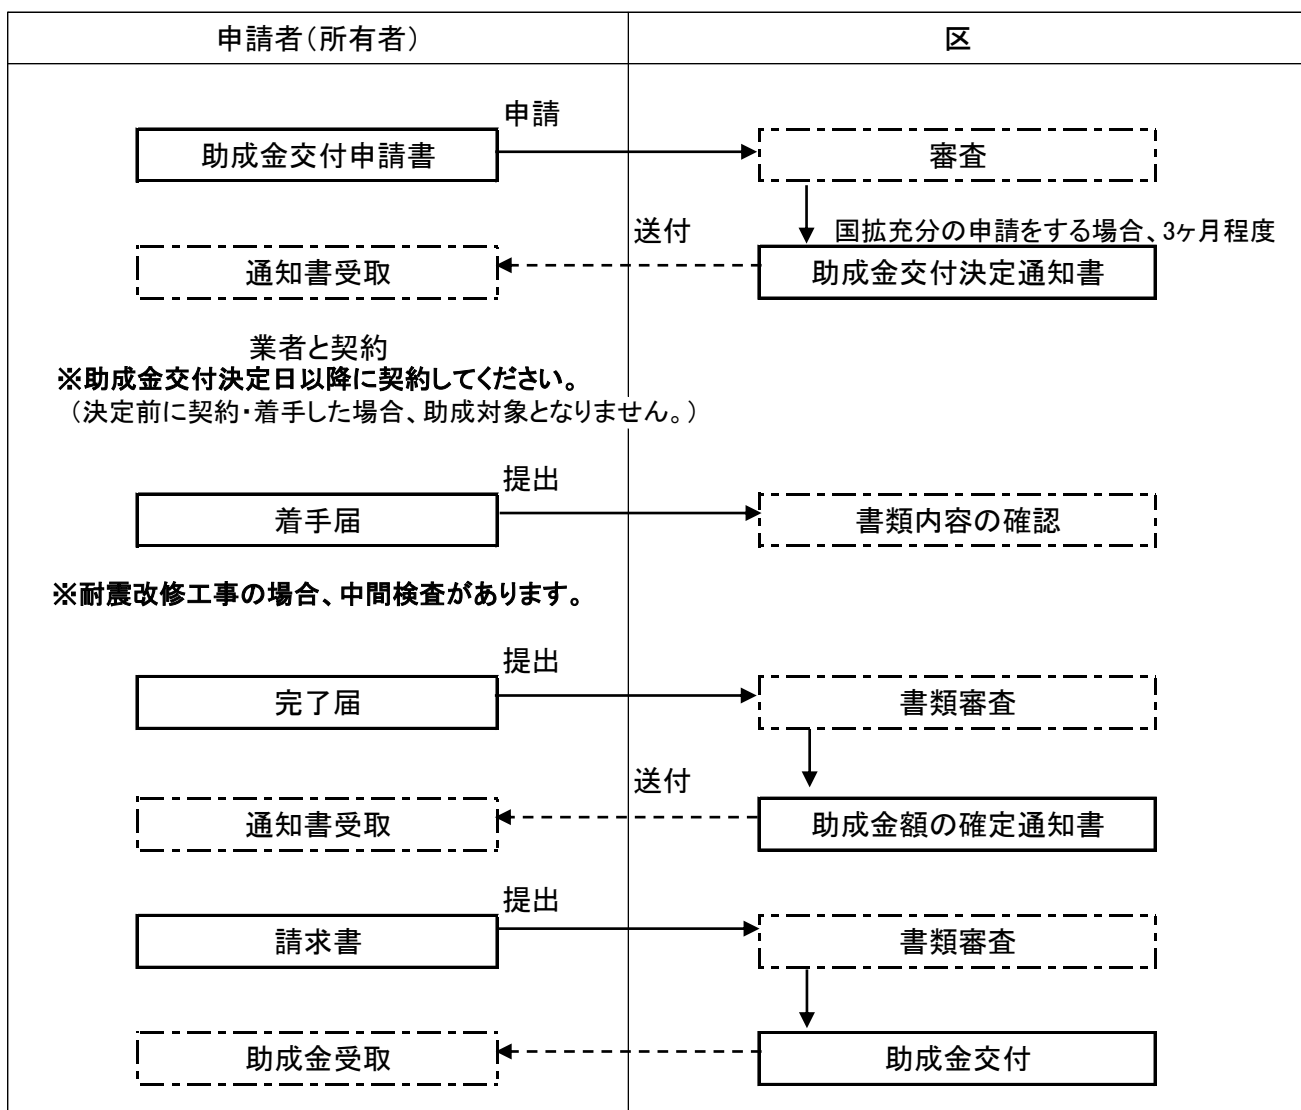 申請者（所有者）
区
申請
助成金交付申請書
審査
送付
国拡充分の申請をする場合、3ヶ月程度
通知書受取
助成金交付決定通知書
業者と契約
※助成金交付決定日以降に契約してください。
（決定前に契約・着手した場合、助成対象となりません。）
提出
着手届
書類内容の確認
※耐震改修工事の場合、中間検査があります。
提出
完了届
書類審査
送付
通知書受取
助成金額の確定通知書
提出
請求書
書類審査
助成金受取
助成金交付